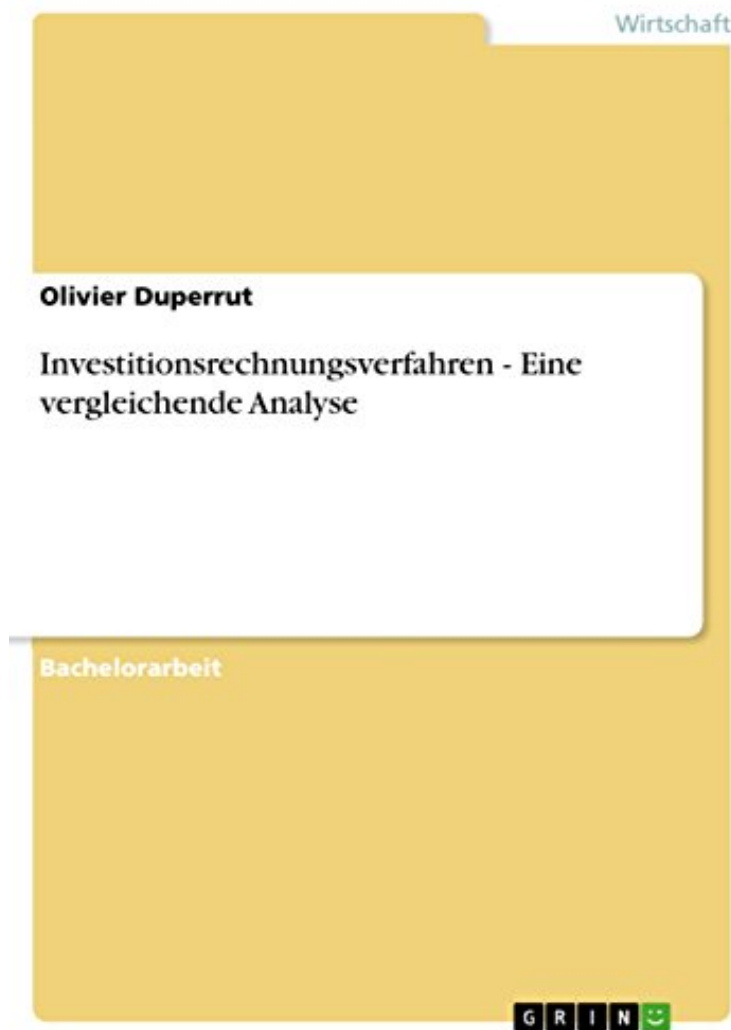 Wirtschaft
Olivier Duperrut
Investitionsrechnungsverfahren - Eine
vergleichende Analyse
Bachelorarbeit
GRIN